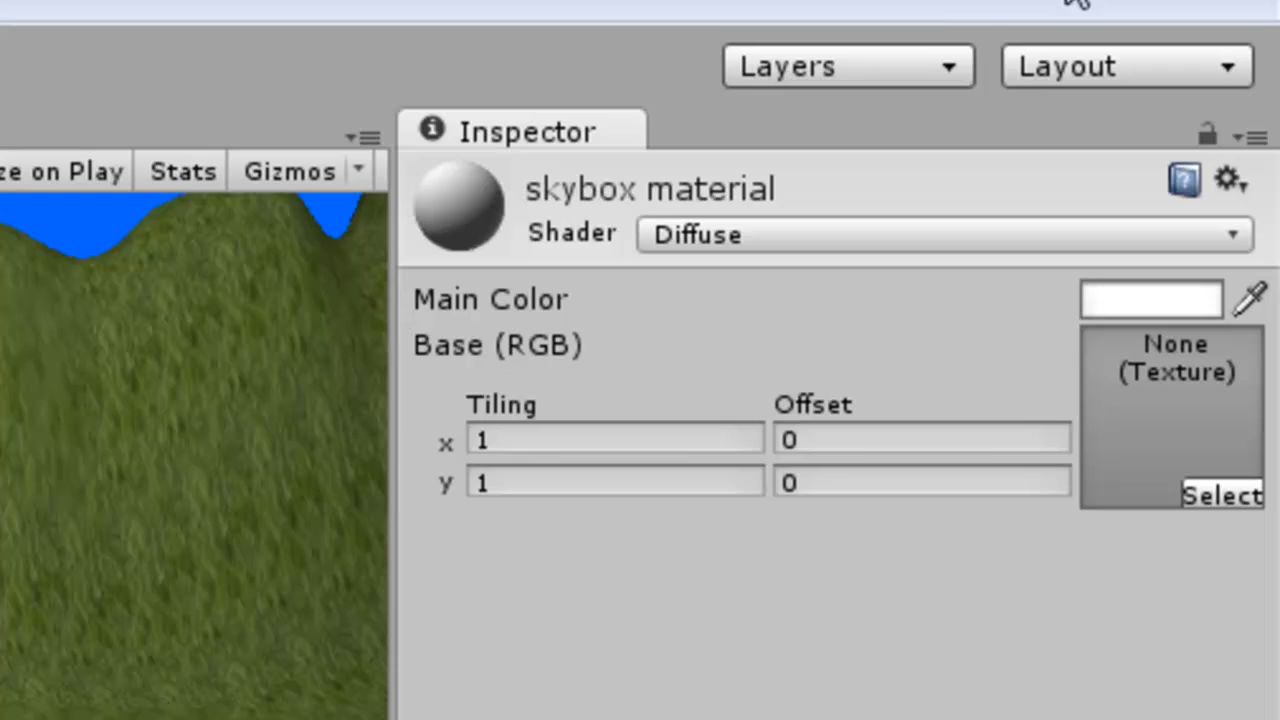 Layers Layout
Inspector
ze on Play Stats Gizmos
skybox material
Shader Diffuse
Main Color
Base (RGB)
None
(Texture)
Tiling Offset
x 1 0
y 1 0
Select